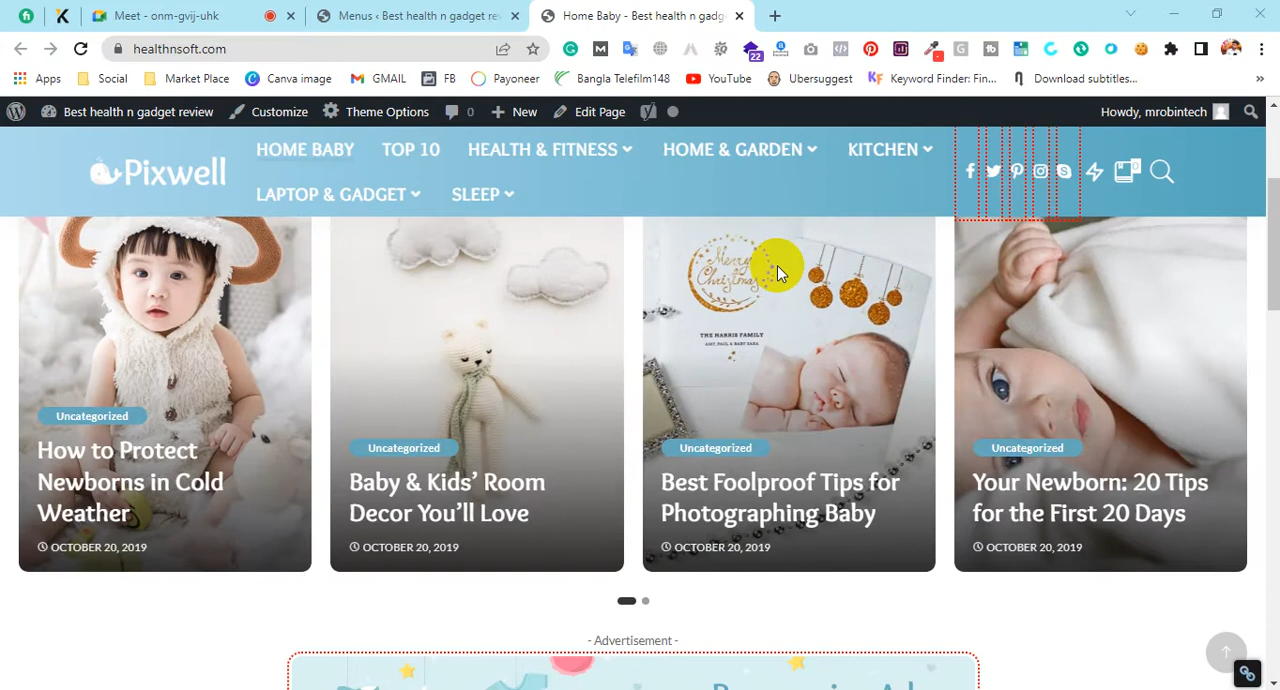 Meet - onm-gvij-uhk
Menus ‹ Best health n gadget re
Home Baby - Best health n gadg
healthnsoft.com
22
Apps
Social
Market Place
Canva image
GMAIL
FB
Payoneer
Bangla Telefilm148
YouTube
Ubersuggest
Keyword Finder: Fin...
Download subtitles...
Best health n gadget review
Customize
Theme Options
0
New
Edit Page
Howdy, mrobintech
Pixwell
HOME BABY
TOP 10
HEALTH & FITNESS
HOME & GARDEN
KITCHEN
LAPTOP & GADGET
SLEEP
0
Merry
Christmas
THE HARRIS FAMILY
Uncategorized
How to Protect
Newborns in Cold
Weather
OCTOBER 20, 2019
Uncategorized
Baby & Kids’ Room
Decor You’ll Love
OCTOBER 20, 2019
Uncategorized
Best Foolproof Tips for
Photographing Baby
OCTOBER 20, 2019
Uncategorized
Your Newborn: 20 Tips
for the First 20 Days
OCTOBER 20, 2019
- Advertisement -